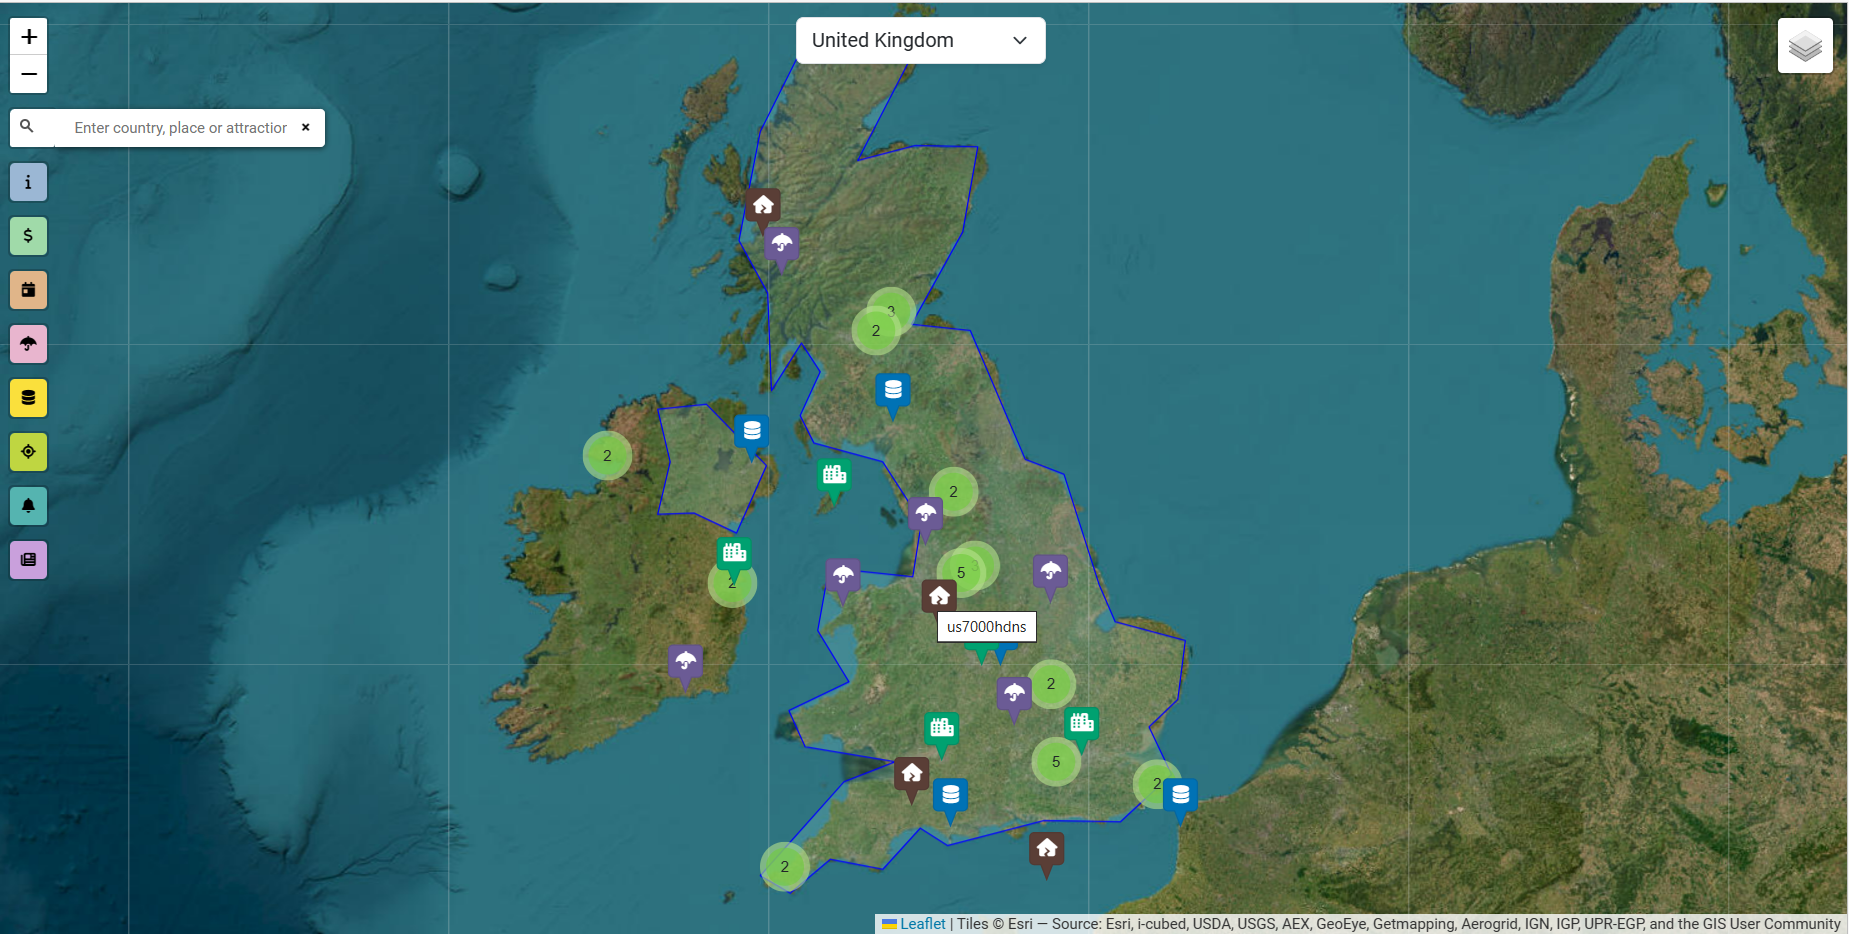 United Kingdom
+
−
Enter country, place or attractior ×
i
$
3
2
2
2
3
5
2
us7000hdns
2
5
2
2
Leaflet | Tiles © Esri — Source: Esri, i-cubed, USDA, USGS, AEX, GeoEye, Getmapping, Aerogrid, IGN, IGP, UPR-EGP, and the GIS User Community